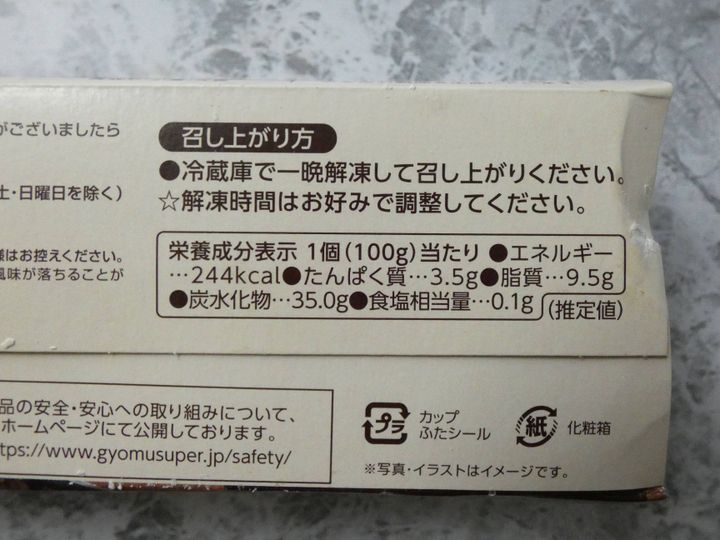 がございましたら
土・日曜日を除く)
様はお控えください。
風味が落ちることが
召し上がり方
●冷蔵庫で一晩解凍して召し上がりください。
☆解凍時間はお好みで調整してください。
栄養成分表示 1個(100g)当たり ●エネルギー
…244kcal●たんぱく質…3.5g●脂質…9.5g
●炭水化物…35.0g●食塩相当量…0.1g (推定値)
品の安全・安心への取り組みについて、
ホームページにて公開しております。
ttps://www.gyomusuper.jp/safety/
プラ
カップ
ふたシール
紙
化粧箱
※写真・イラストはイメージです。